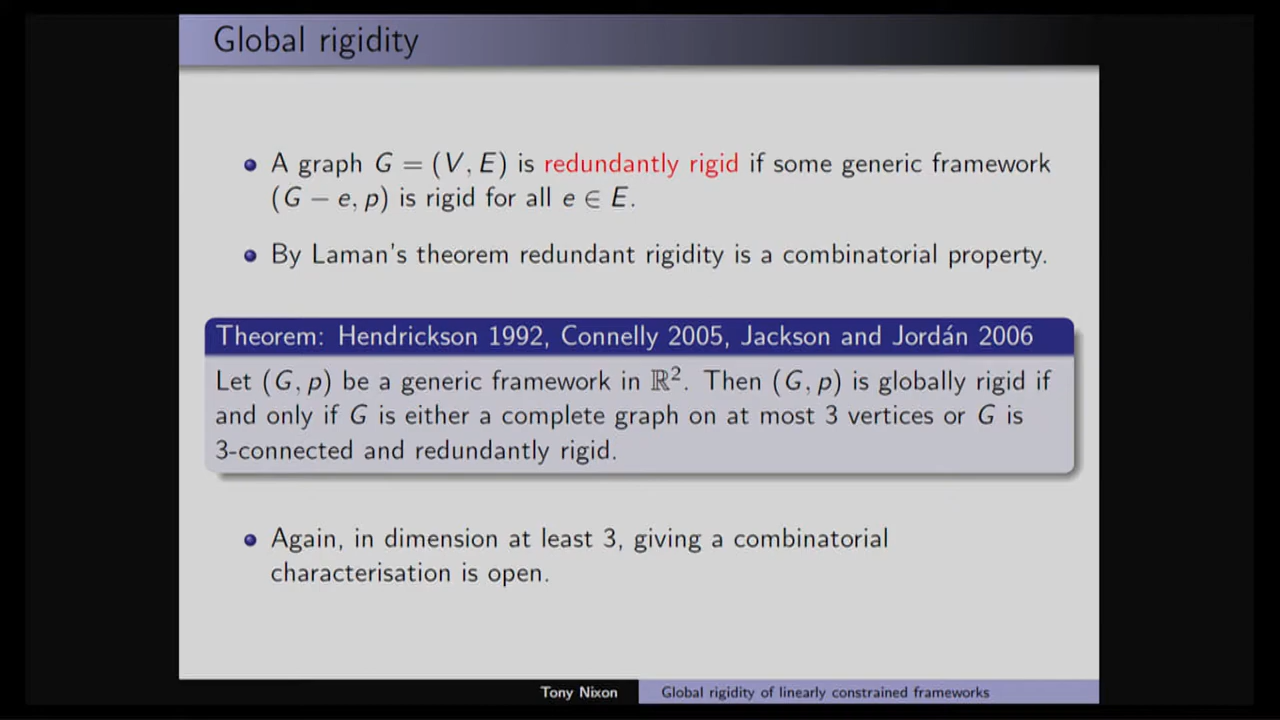 Global rigidity
A graph G = (V, E) is redundantly rigid if some generic framework
(G − e, p) is rigid for all e ∈ E.
By Laman's theorem redundant rigidity is a combinatorial property.
Theorem: Hendrickson 1992, Connelly 2005, Jackson and Jordán 2006
Let (G, p) be a generic framework in ℝ². Then (G, p) is globally rigid if
and only if G is either a complete graph on at most 3 vertices or G is
3-connected and redundantly rigid.
Again, in dimension at least 3, giving a combinatorial
characterisation is open.
Tony Nixon
Global rigidity of linearly constrained frameworks